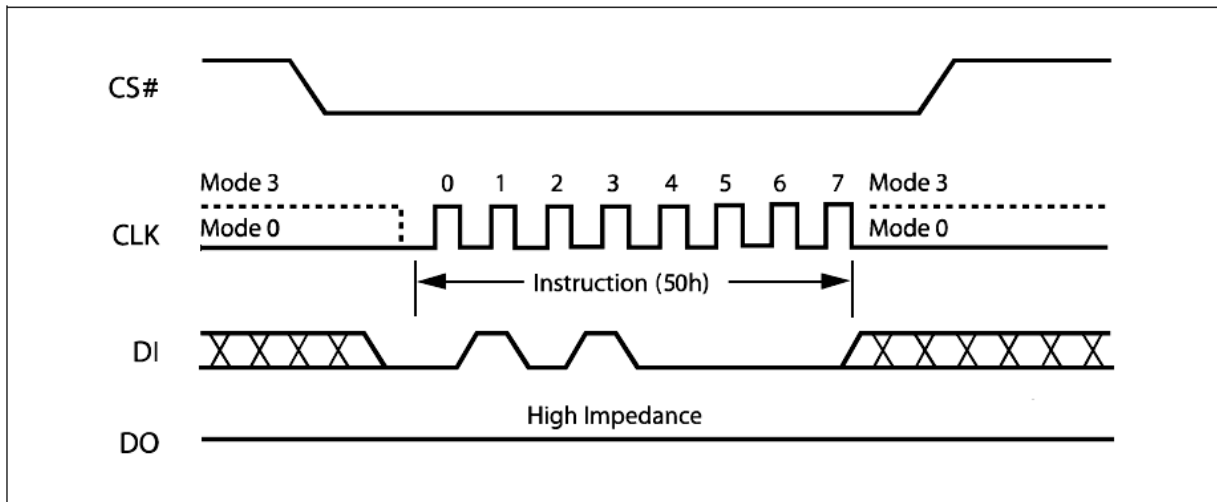 CS#
Mode 3 0 1 2 3 4 5 6 7 Mode 3
CLK Mode 0 Mode 0
Instruction (50h)
DI
High Impedance
DO